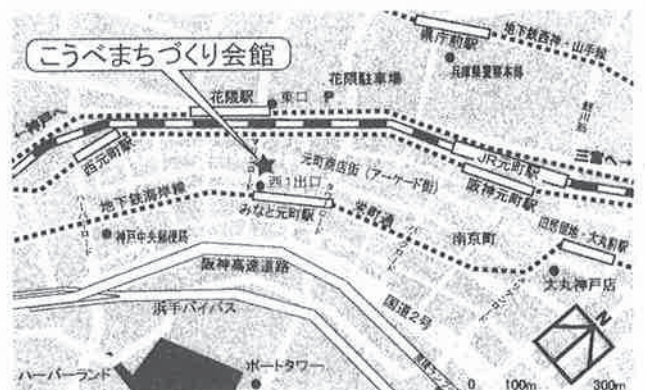 こうべまちづくり会館
県庁前駅
地下鉄西神・山手線
兵庫県警察本部
花隈駐車場
P
花隈駅
東口
鯉川筋
←神戸へ
西元町駅
元町商店街(アーケード街)
JR元町駅
三宮へ→
阪神元町駅
西1出口
みなと元町駅
地下鉄海岸線
栄町通
南京町
旧居留地・大丸前駅
神戸中央郵便局
大丸神戸店
阪神高速道路
国道2号
浜手バイパス
ハーバーランド
ポートタワー
N
0 100m 300m